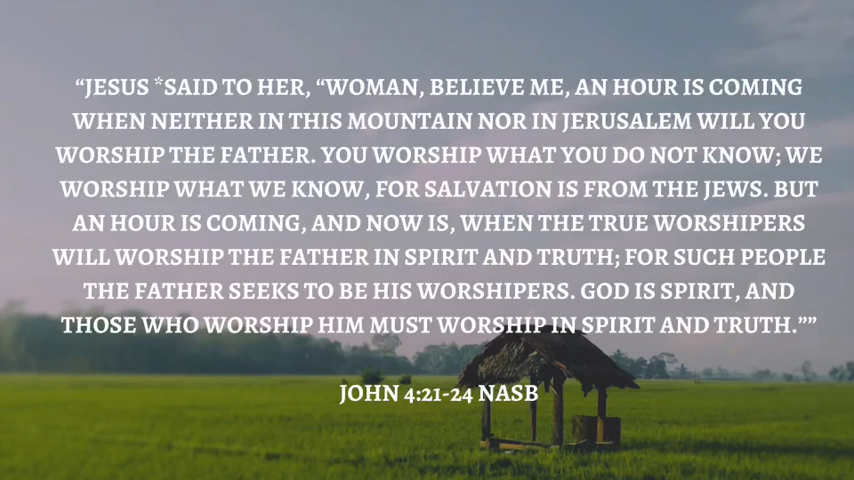 “JESUS *SAID TO HER, “WOMAN, BELIEVE ME, AN HOUR IS COMING
WHEN NEITHER IN THIS MOUNTAIN NOR IN JERUSALEM WILL YOU
WORSHIP THE FATHER. YOU WORSHIP WHAT YOU DO NOT KNOW; WE
WORSHIP WHAT WE KNOW, FOR SALVATION IS FROM THE JEWS. BUT
AN HOUR IS COMING, AND NOW IS, WHEN THE TRUE WORSHIPERS
WILL WORSHIP THE FATHER IN SPIRIT AND TRUTH; FOR SUCH PEOPLE
THE FATHER SEEKS TO BE HIS WORSHIPERS. GOD IS SPIRIT, AND
THOSE WHO WORSHIP HIM MUST WORSHIP IN SPIRIT AND TRUTH.””
JOHN 4:21-24 NASB